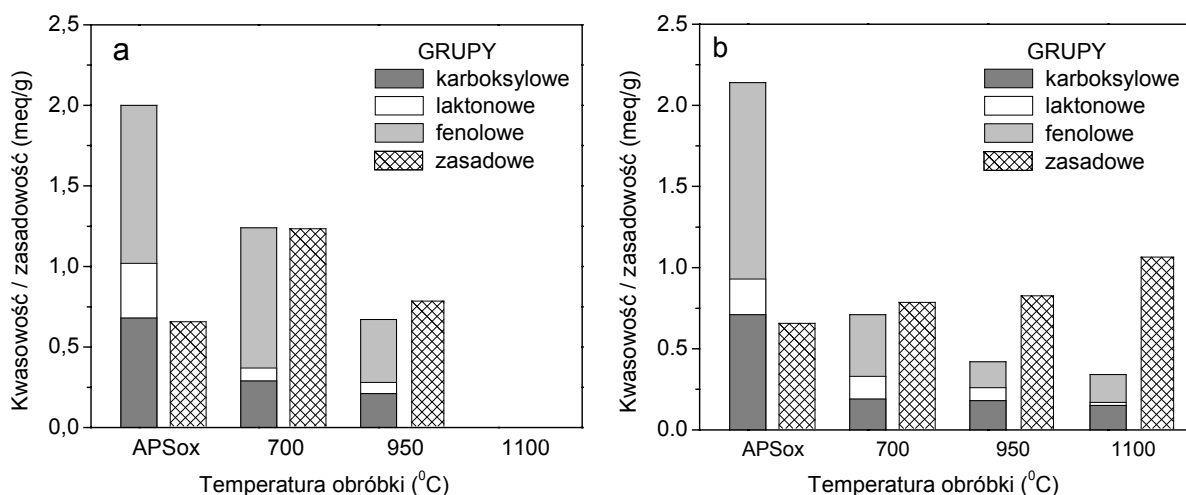 a
GRUPY
karboksylowe
laktonowe
fenolowe
zasadowe
2,5
2,0
1,5
1,0
0,5
0,0
Kwasowość / zasadowość (meq/g)
APSox 700 950 1100
Temperatura obróbki (⁰C)
b
GRUPY
karboksylowe
laktonowe
fenolowe
zasadowe
2.5
2.0
1.5
1.0
0.5
0.0
Kwasowość / zasadowość (meq/g)
APSox 700 950 1100
Temperatura obróbki (⁰C)